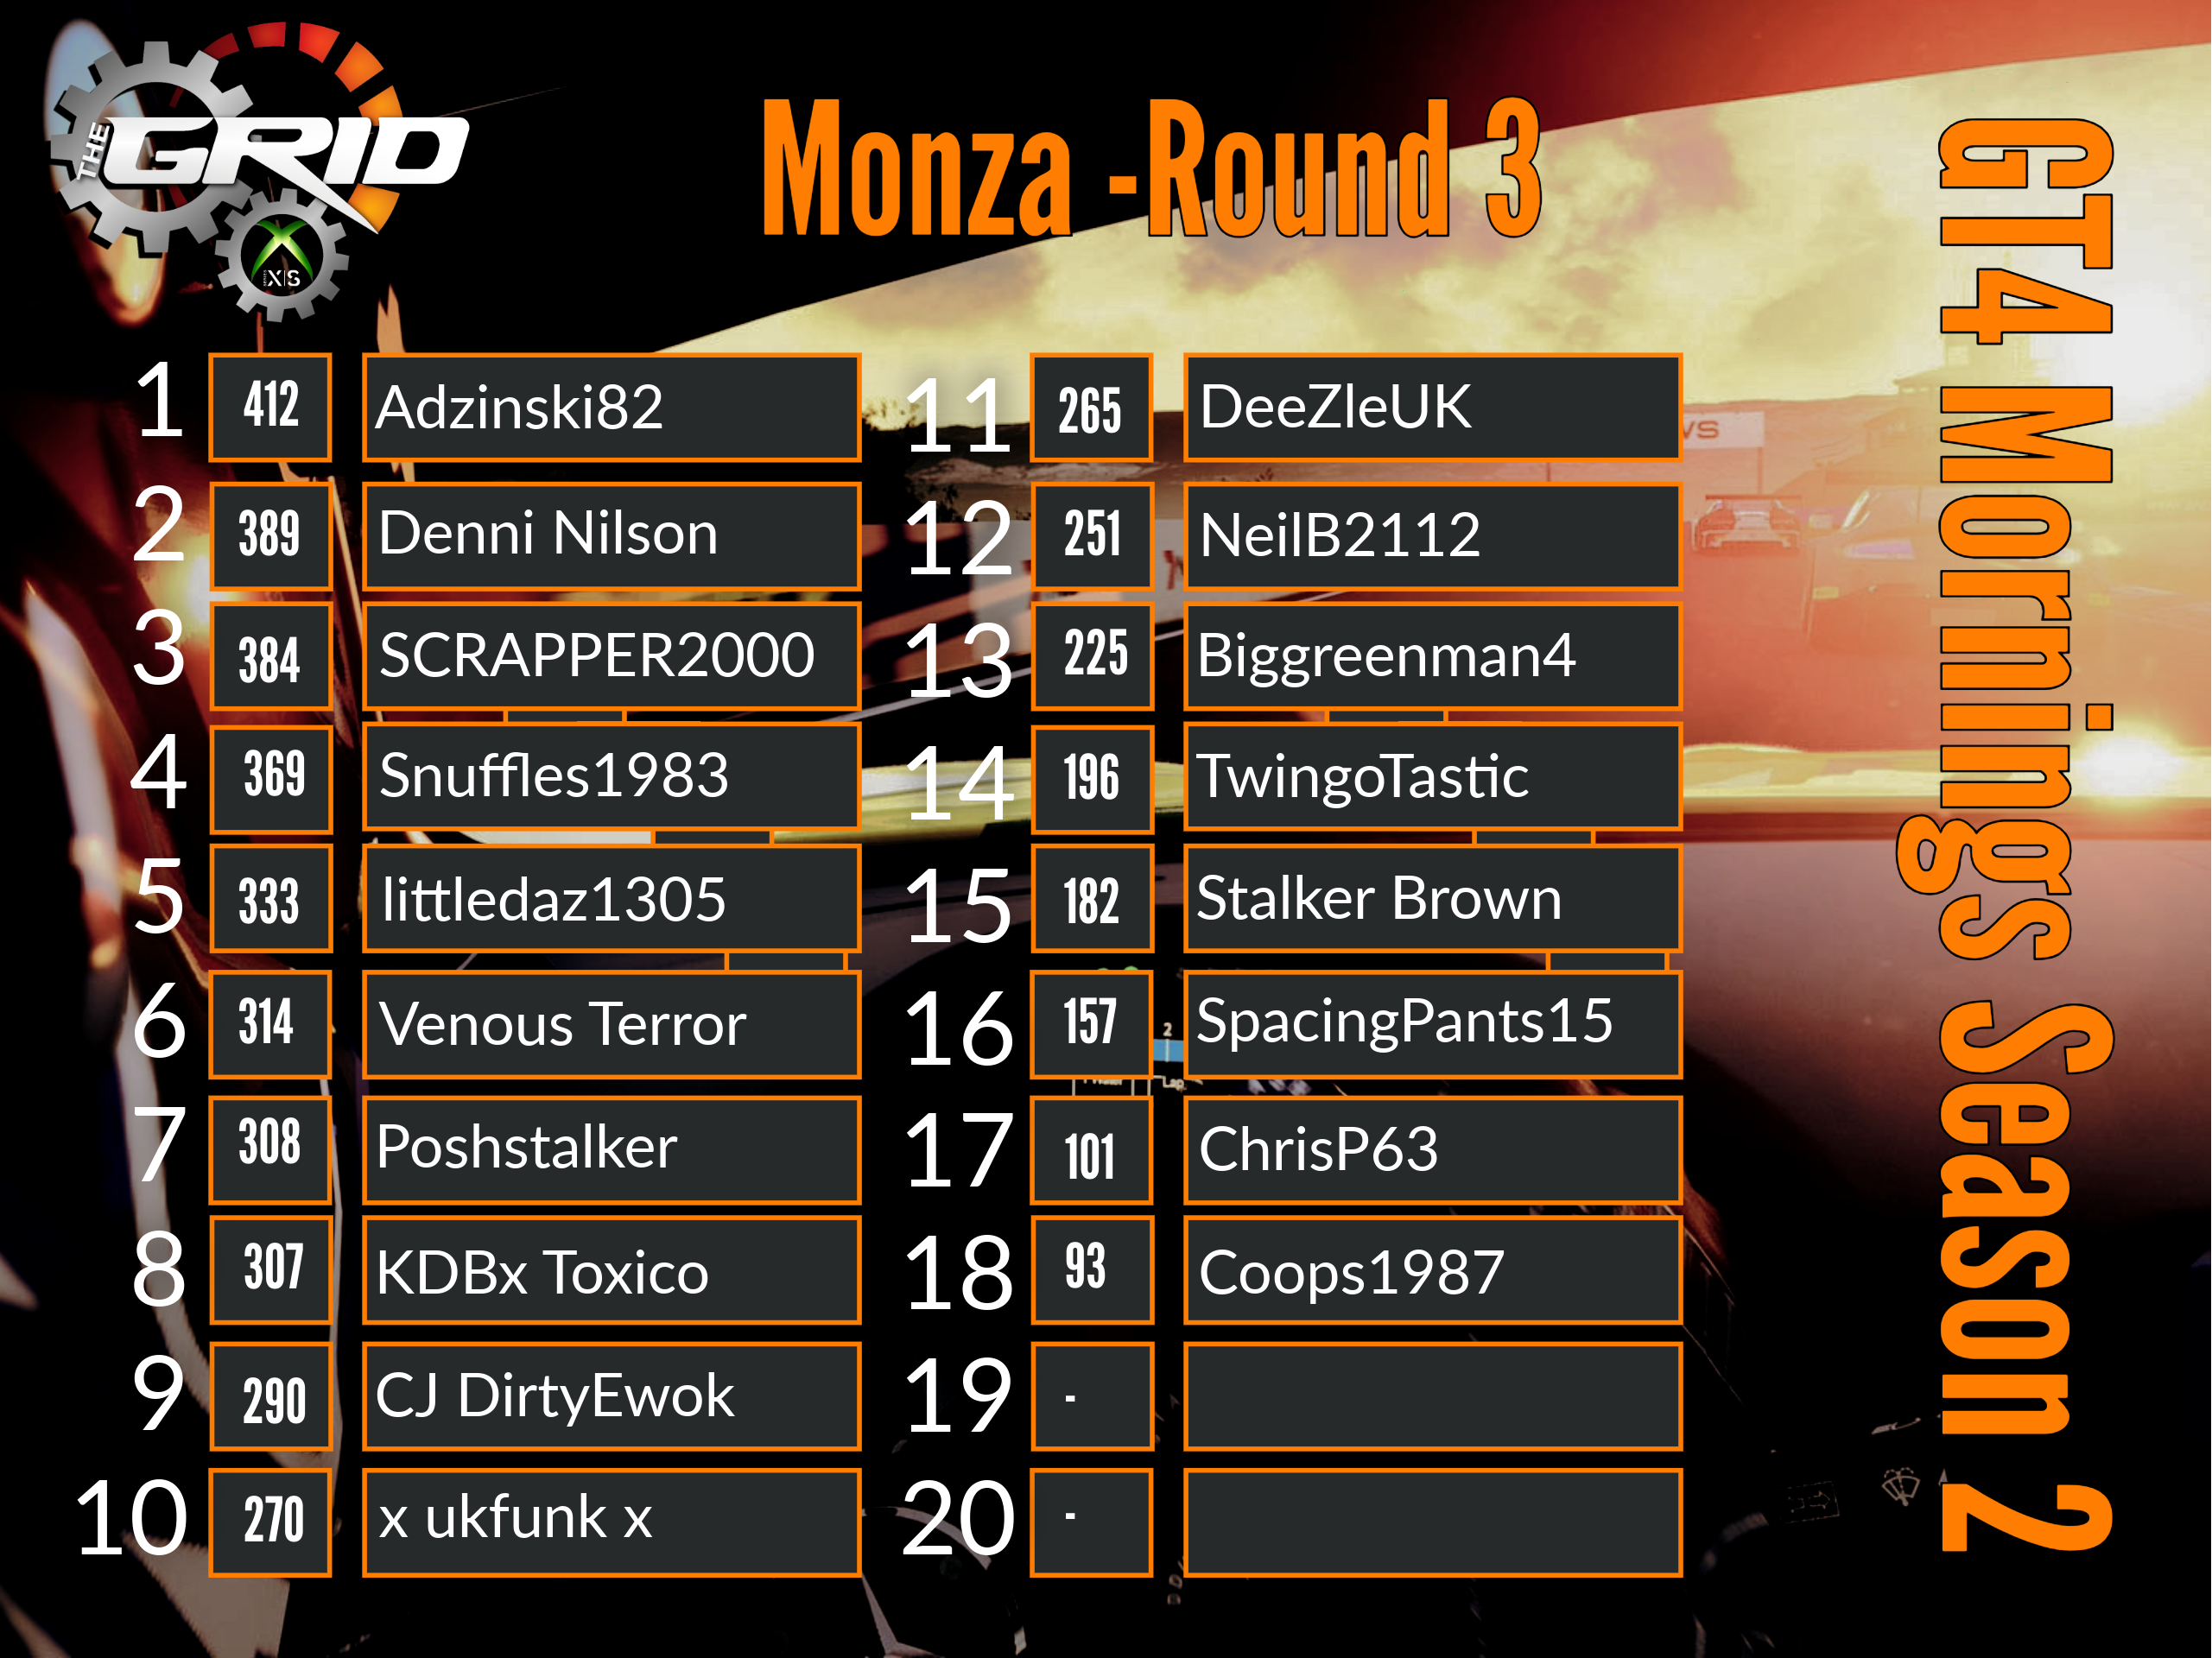 THE GRID
X|S
Monza -Round 3
GT4 Mornings Season 2
1 412 Adzinski82
2 389 Denni Nilson
3 384 SCRAPPER2000
4 369 Snuffles1983
5 333 littledaz1305
6 314 Venous Terror
7 308 Poshstalker
8 307 KDBx Toxico
9 290 CJ DirtyEwok
10 270 x ukfunk x
11 265 DeeZleUK
12 251 NeilB2112
13 225 Biggreenman4
14 196 TwingoTastic
15 182 Stalker Brown
16 157 SpacingPants15
17 101 ChrisP63
18 93 Coops1987
19 -
20 -
2
Lap